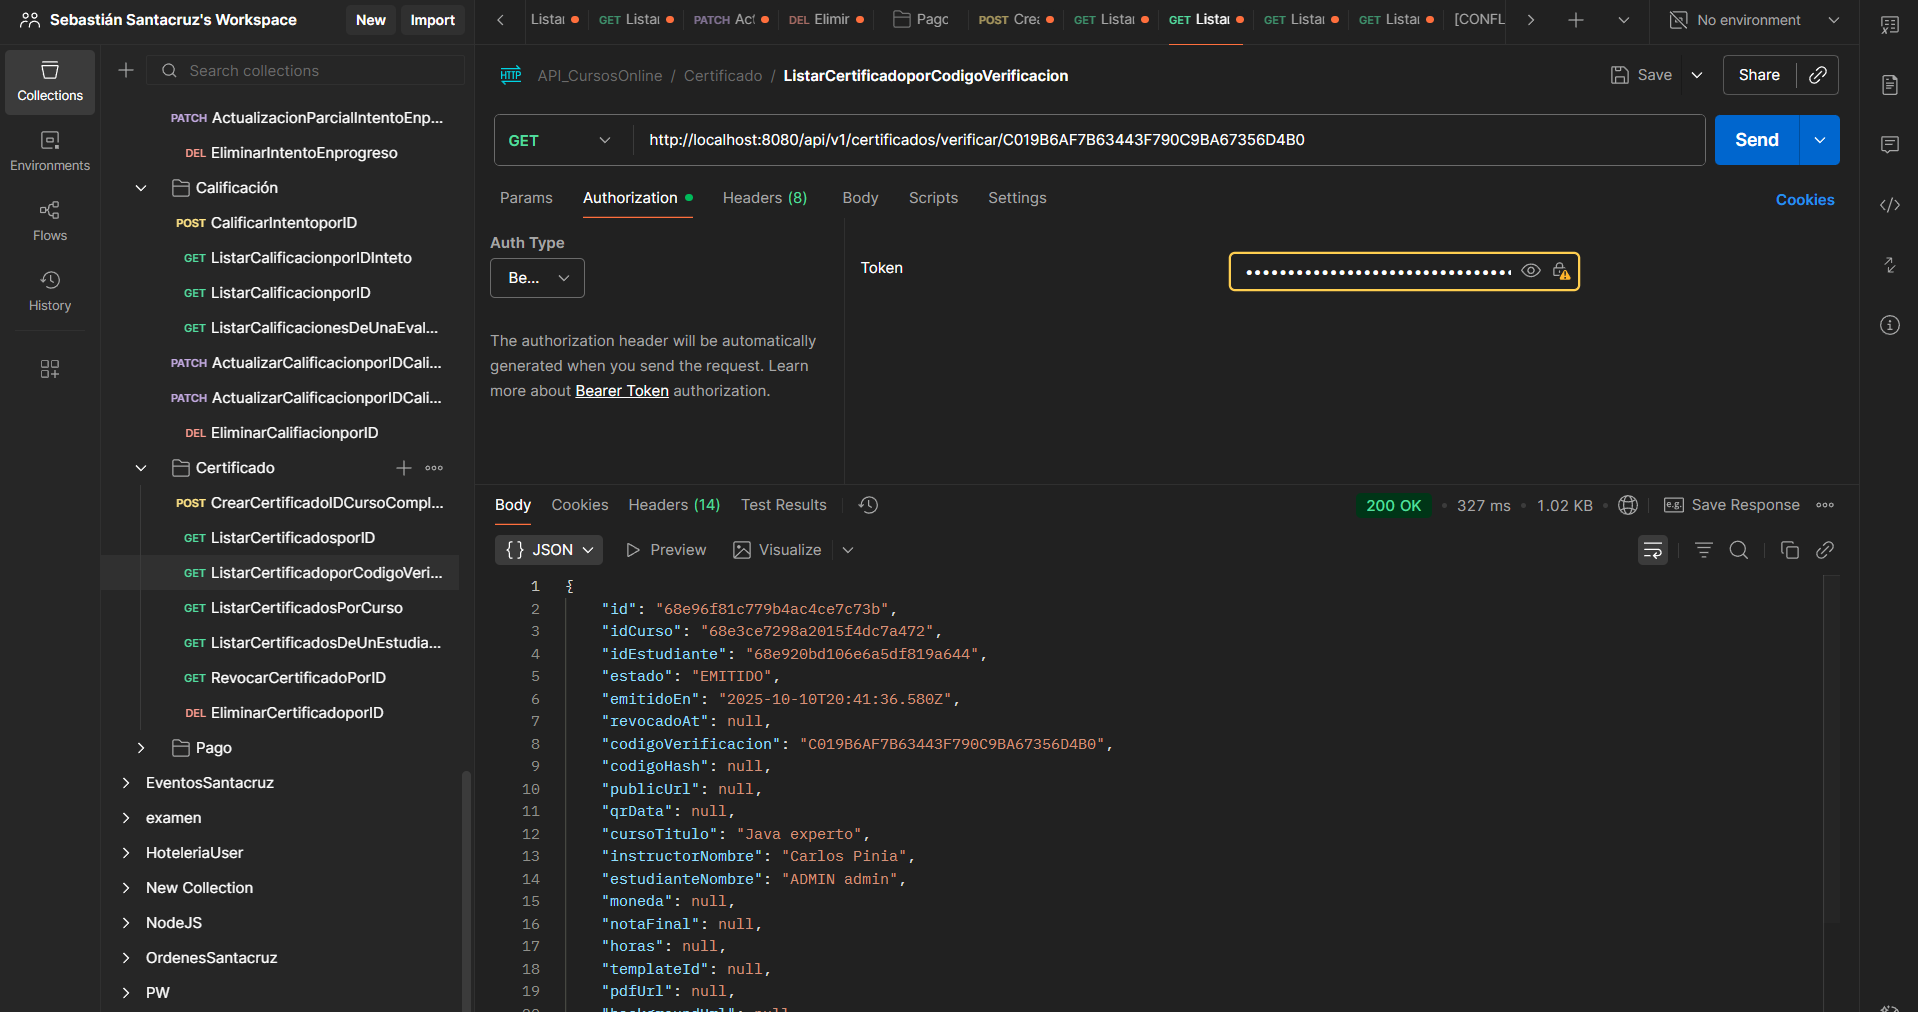 Sebastián Santacruz's Workspace
New
Import
Collections
Environments
Flows
History
Search collections
PATCH ActualizacionParcialIntentoEnp...
DEL EliminarIntentoEnprogreso
Calificación
POST CalificarIntentoporID
GET ListarCalificacionporIDInteto
GET ListarCalificacionporID
GET ListarCalificacionesDeUnaEval...
PATCH ActualizarCalificacionporIDCali...
PATCH ActualizarCalificacionporIDCali...
DEL EliminarCalifiacionporID
Certificado
POST CrearCertificadoIDCursoCompl...
GET ListarCertificadosporID
GET ListarCertificadoporCodigoVeri...
GET ListarCertificadosPorCurso
GET ListarCertificadosDeUnEstudia...
GET RevocarCertificadoPorID
DEL EliminarCertificadoporID
Pago
EventosSantacruz
examen
HoteleriaUser
New Collection
NodeJS
OrdenesSantacruz
PW
Listar
GET Listar
PATCH Act
DEL Elimir
Pago
POST Crea
GET Listar
GET Listar
GET Listar
GET Listar
[CONFL
No environment
HTTP API_CursosOnline / Certificado / ListarCertificadoporCodigoVerificacion
Save
Share
GET
http://localhost:8080/api/v1/certificados/verificar/C019B6AF7B63443F790C9BA67356D4B0
Send
Params
Authorization
Headers (8)
Body
Scripts
Settings
Cookies
Auth Type
Be...
The authorization header will be automatically
generated when you send the request. Learn
more about Bearer Token authorization.
Token
Body
Cookies
Headers (14)
Test Results
200 OK
327 ms
1.02 KB
e.g. Save Response
{} JSON
Preview
Visualize
1 {
2 "id": "68e96f81c779b4ac4ce7c73b",
3 "idCurso": "68e3ce7298a2015f4dc7a472",
4 "idEstudiante": "68e920bd106e6a5df819a644",
5 "estado": "EMITIDO",
6 "emitidoEn": "2025-10-10T20:41:36.580Z",
7 "revocadoAt": null,
8 "codigoVerificacion": "C019B6AF7B63443F790C9BA67356D4B0",
9 "codigoHash": null,
10 "publicUrl": null,
11 "qrData": null,
12 "cursoTitulo": "Java experto",
13 "instructorNombre": "Carlos Pinia",
14 "estudianteNombre": "ADMIN admin",
15 "moneda": null,
16 "notaFinal": null,
17 "horas": null,
18 "templateId": null,
19 "pdfUrl": null,